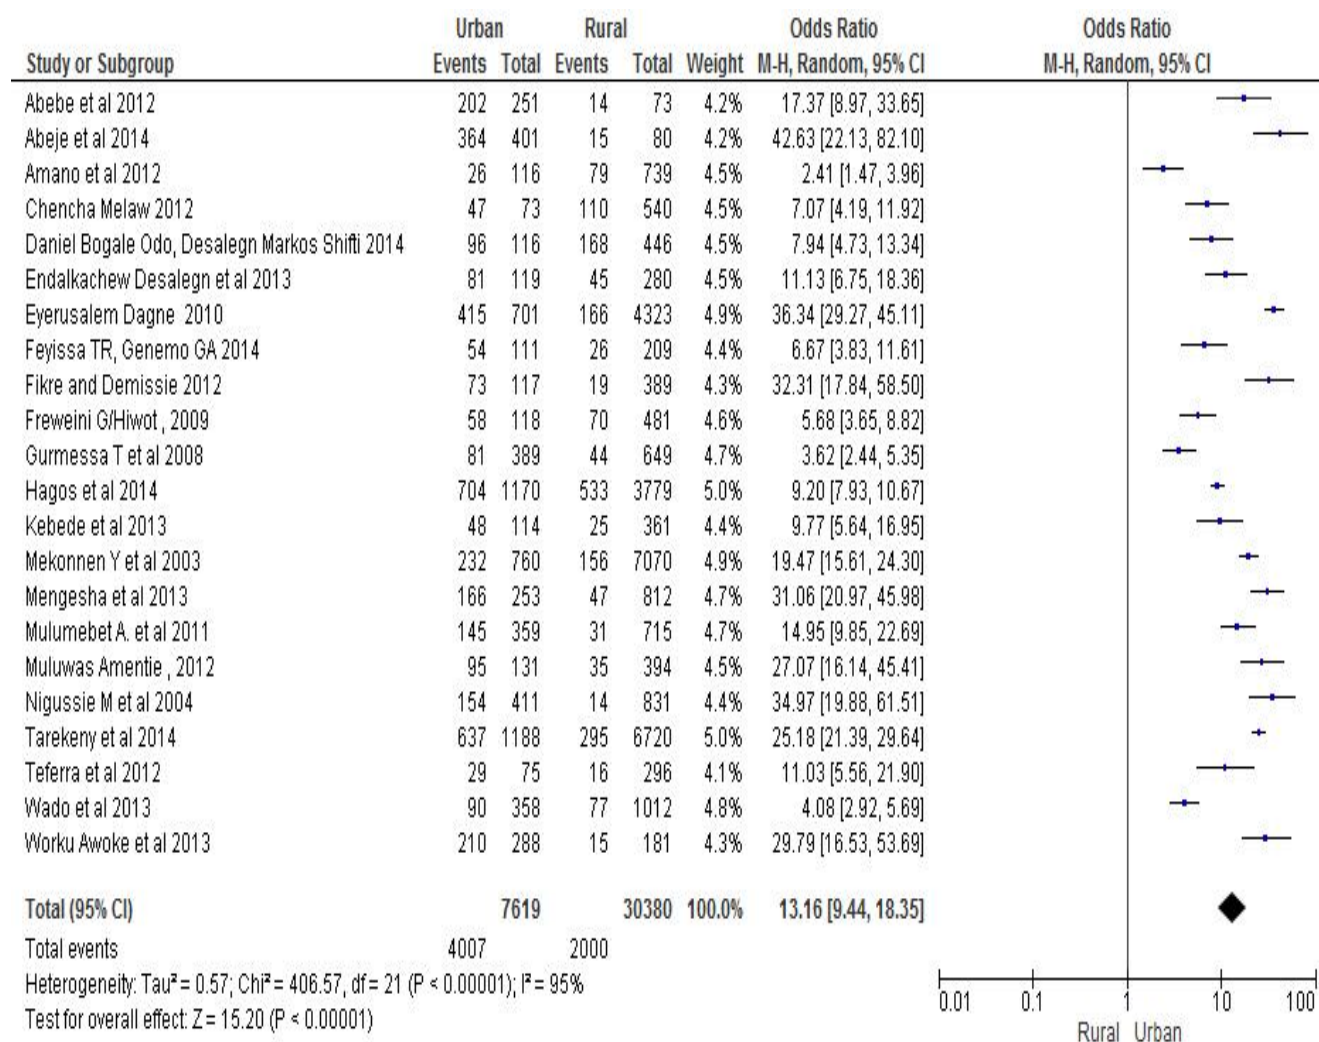 Urban Rural Odds Ratio Odds Ratio
Study or Subgroup Events Total Events Total Weight M-H, Random, 95% CI M-H, Random, 95% CI
Abebe et al 2012 202 251 14 73 4.2% 17.37 [8.97, 33.65]
Abeje et al 2014 364 401 15 80 4.2% 42.63 [22.13, 82.10]
Amano et al 2012 26 116 79 739 4.5% 2.41 [1.47, 3.96]
Chencha Melaw 2012 47 73 110 540 4.5% 7.07 [4.19, 11.92]
Daniel Bogale Odo, Desalegn Markos Shifti 2014 96 116 168 446 4.5% 7.94 [4.73, 13.34]
Endalkachew Desalegn et al 2013 81 119 45 280 4.5% 11.13 [6.75, 18.36]
Eyerusalem Dagne 2010 415 701 166 4323 4.9% 36.34 [29.27, 45.11]
Feyissa TR, Genemo GA 2014 54 111 26 209 4.4% 6.67 [3.83, 11.61]
Fikre and Demissie 2012 73 117 19 389 4.3% 32.31 [17.84, 58.50]
Freweini G/Hiwot , 2009 58 118 70 481 4.6% 5.68 [3.65, 8.82]
Gurmessa T et al 2008 81 389 44 649 4.7% 3.62 [2.44, 5.35]
Hagos et al 2014 704 1170 533 3779 5.0% 9.20 [7.93, 10.67]
Kebede et al 2013 48 114 25 361 4.4% 9.77 [5.64, 16.95]
Mekonnen Y et al 2003 232 760 156 7070 4.9% 19.47 [15.61, 24.30]
Mengesha et al 2013 166 253 47 812 4.7% 31.06 [20.97, 45.98]
Mulumebet A. et al 2011 145 359 31 715 4.7% 14.95 [9.85, 22.69]
Muluwas Amentie , 2012 95 131 35 394 4.5% 27.07 [16.14, 45.41]
Nigussie M et al 2004 154 411 14 831 4.4% 34.97 [19.88, 61.51]
Tarekeny et al 2014 637 1188 295 6720 5.0% 25.18 [21.39, 29.64]
Teferra et al 2012 29 75 16 296 4.1% 11.03 [5.56, 21.90]
Wado et al 2013 90 358 77 1012 4.8% 4.08 [2.92, 5.69]
Worku Awoke et al 2013 210 288 15 181 4.3% 29.79 [16.53, 53.69]
Total (95% CI) 7619 30380 100.0% 13.16 [9.44, 18.35]
Total events 4007 2000
Heterogeneity: Tau² = 0.57; Chi² = 406.57, df = 21 (P < 0.00001); I² = 95%
Test for overall effect: Z = 15.20 (P < 0.00001)
0.01 0.1 1 10 100
Rural Urban